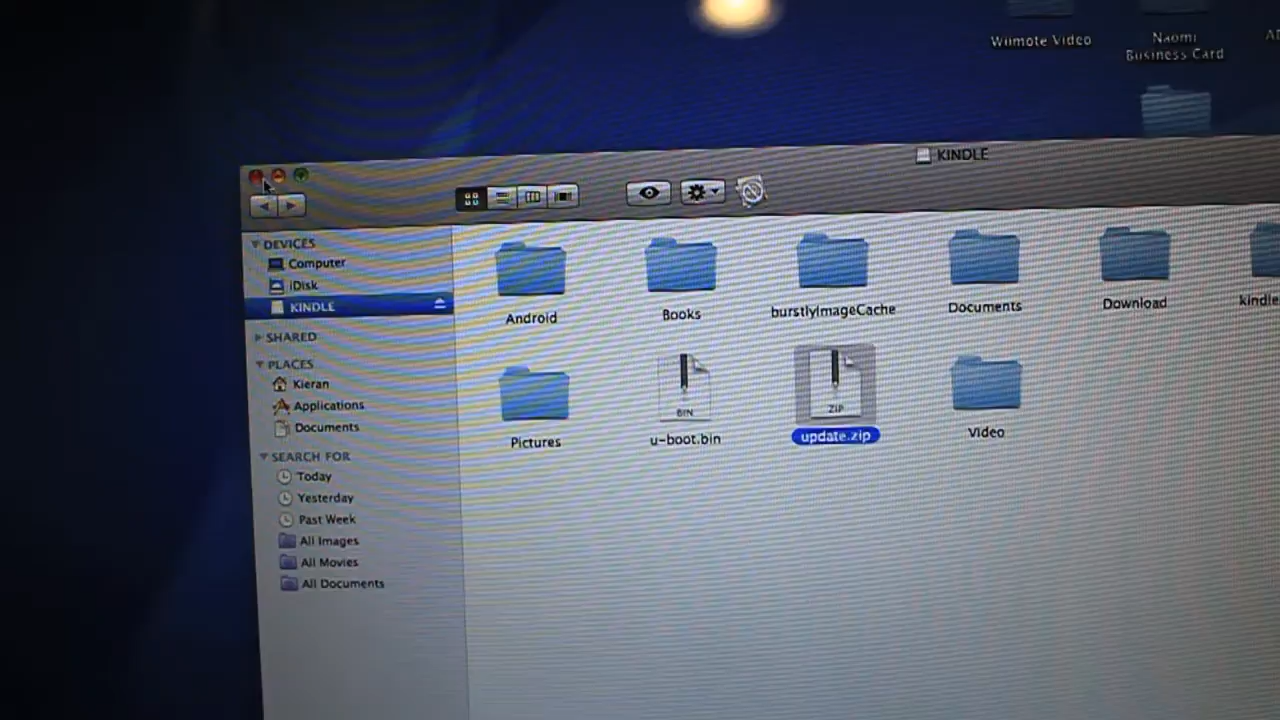 Wiimote Video
Naomi
Business Card
KINDLE
DEVICES
Computer
iDisk
KINDLE
SHARED
PLACES
Kieran
Applications
Documents
SEARCH FOR
Today
Yesterday
Past Week
All Images
All Movies
All Documents
Android
Books
burstlyImageCache
Documents
Download
kindle
Pictures
BIN
u-boot.bin
ZIP
update.zip
Video